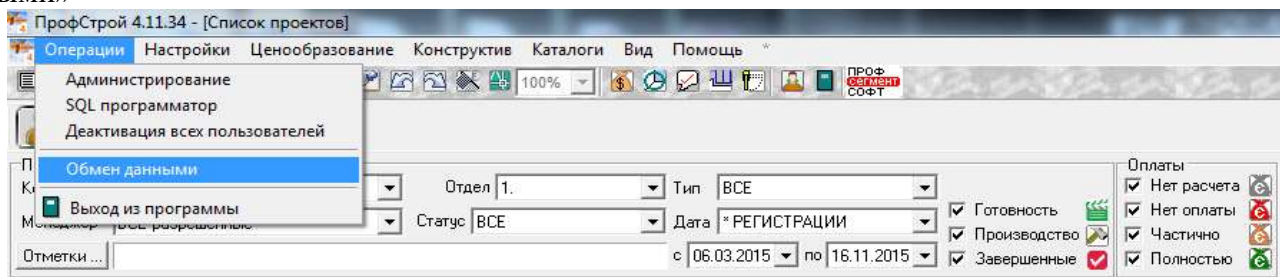 ПрофСтрой 4.11.34 - [Список проектов]
Операции Настройки Ценообразование Конструктив Каталоги Вид Помощь
Администрирование
100%
ПРОФ
СЕГМЕНТ
СОФТ
SQL программатор
Деактивация всех пользователей
Обмен данными
Выход из программы
Отдел 1. Тип ВСЕ
Статус ВСЕ Дата * РЕГИСТРАЦИИ
Отметки ... с 06.03.2015 по 16.11.2015
Готовность
Производство
Завершенные
Оплаты
Нет расчета
Нет оплаты
Частично
Полностью